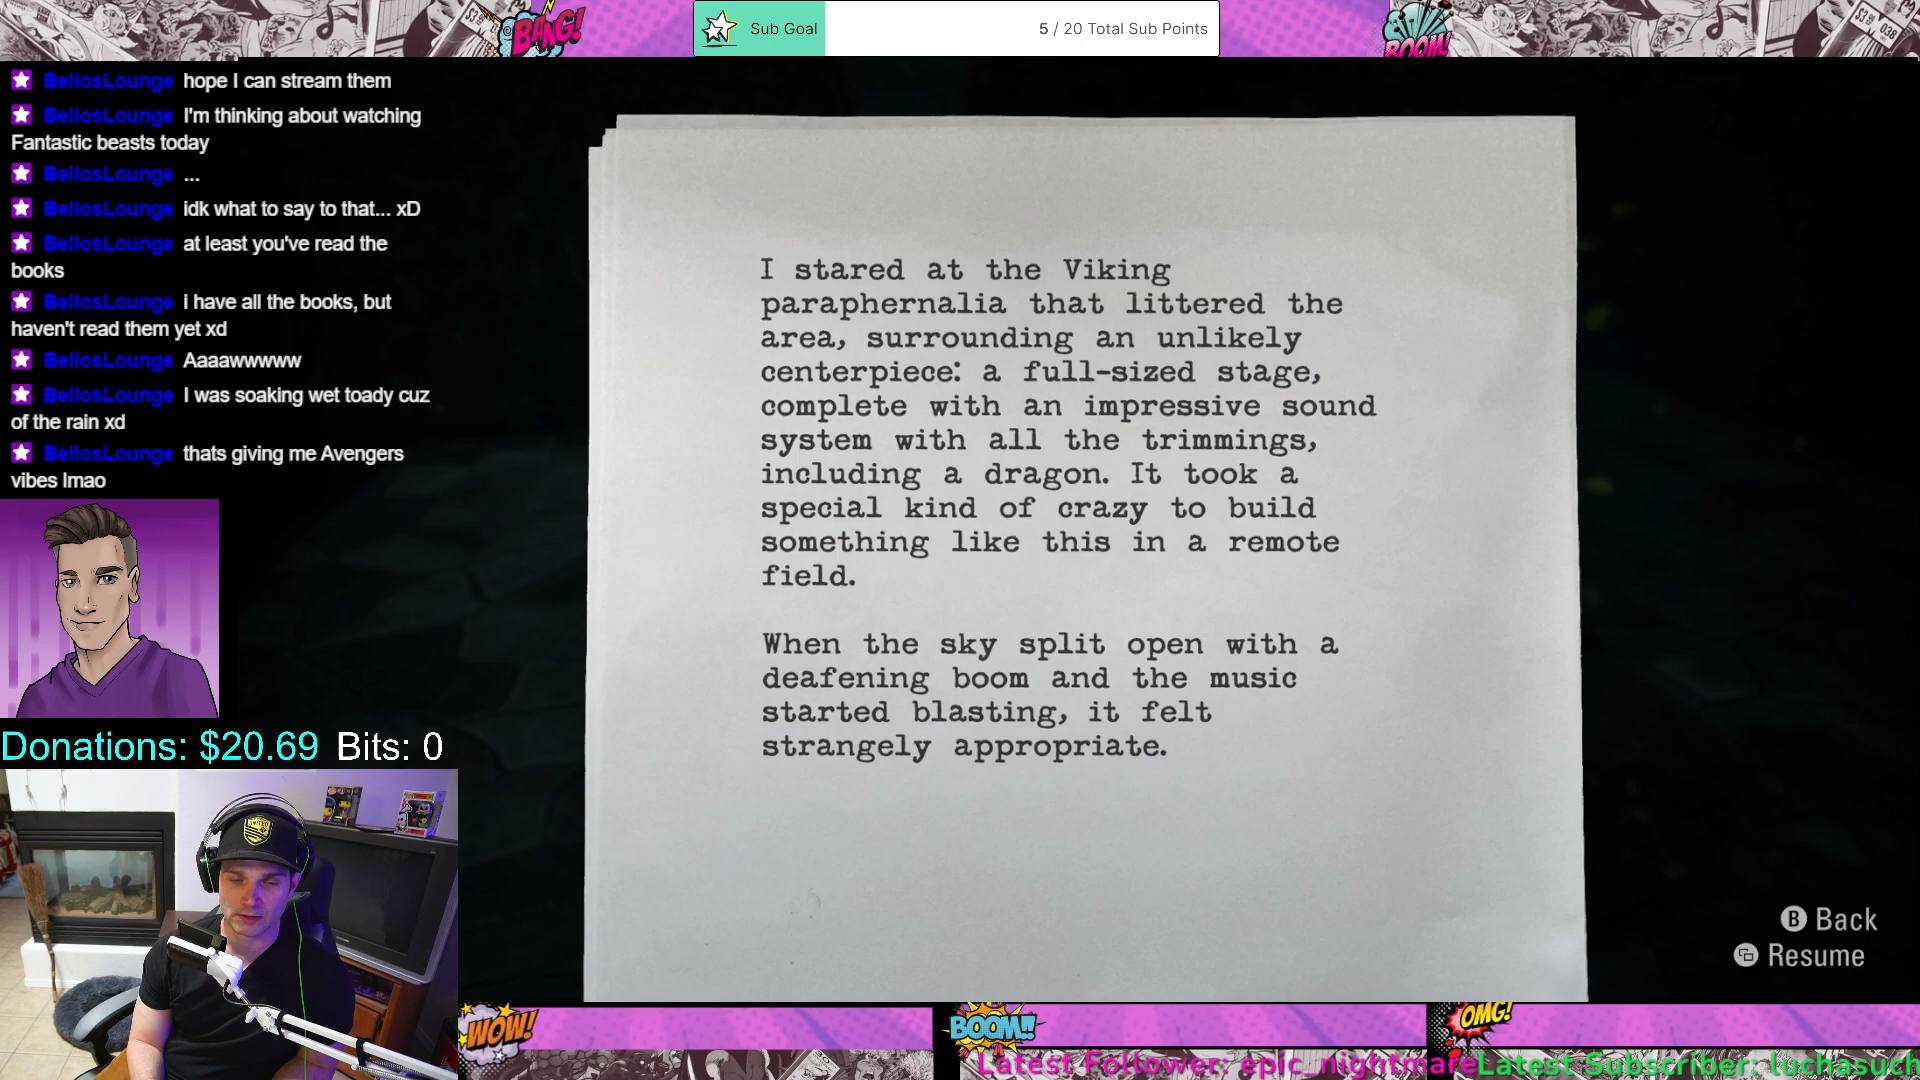 BANG!
Sub Goal
5 / 20 Total Sub Points
BOOM!
BellosLounge hope I can stream them
BellosLounge I'm thinking about watching
Fantastic beasts today
BellosLounge ...
BellosLounge idk what to say to that... xD
BellosLounge at least you've read the
books
BellosLounge i have all the books, but
haven't read them yet xd
BellosLounge Aaaawwwww
BellosLounge I was soaking wet toady cuz
of the rain xd
BellosLounge thats giving me Avengers
vibes lmao
Donations: $20.69 Bits: 0
I stared at the Viking
paraphernalia that littered the
area, surrounding an unlikely
centerpiece: a full-sized stage,
complete with an impressive sound
system with all the trimmings,
including a dragon. It took a
special kind of crazy to build
something like this in a remote
field.
When the sky split open with a
deafening boom and the music
started blasting, it felt
strangely appropriate.
B Back
Resume
WOW!
BOOM!!
OMG!
Latest Follower: epic_nightmare
Latest Subscriber: luchasuch